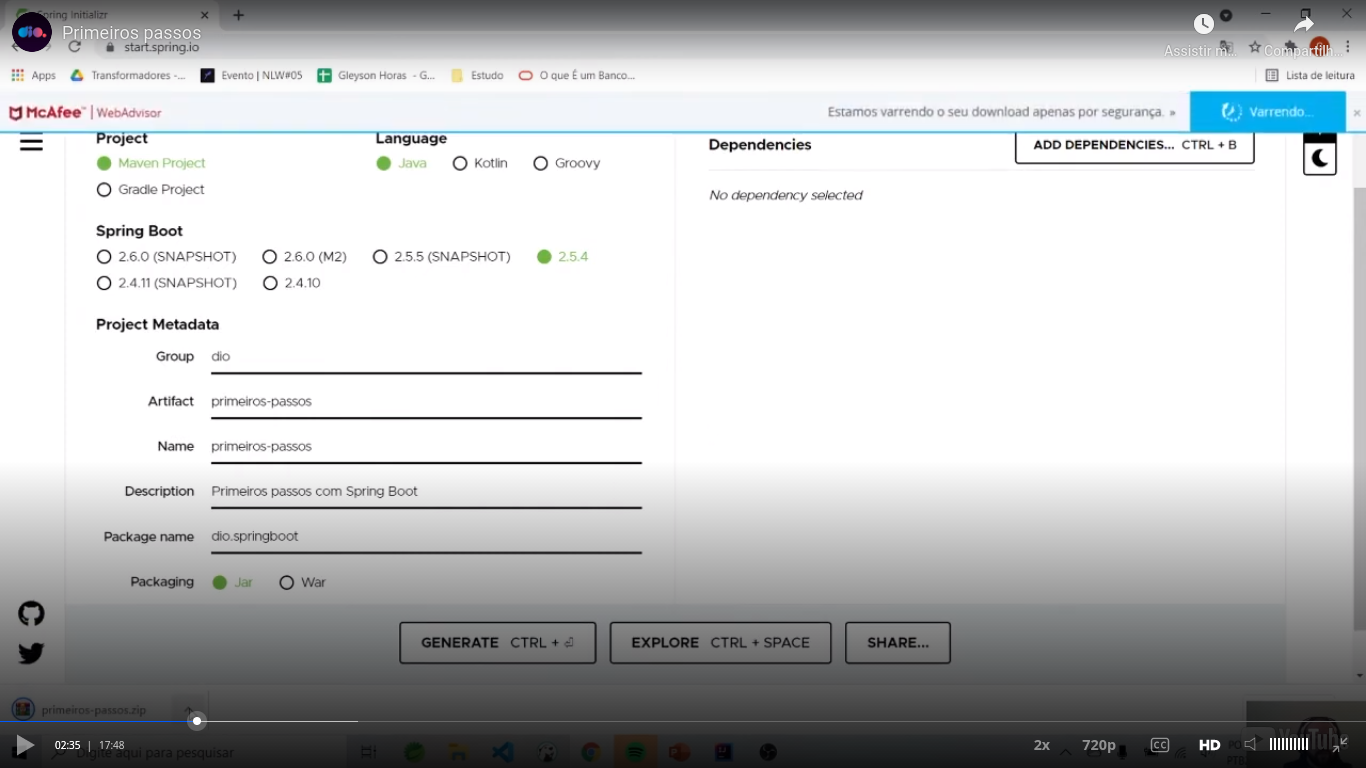 Spring Initializr
dio. Primeiros passos
start.spring.io
Assistir m... Compartilh...
Apps Transformadores -... Evento | NLW#05 Gleyson Horas - G... Estudo O que É um Banco... Lista de leitura
McAfee™ | WebAdvisor Estamos varrendo o seu download apenas por segurança. » Varrendo... ×
Project Language Dependencies ADD DEPENDENCIES... CTRL + B
Maven Project Java Kotlin Groovy
Gradle Project
No dependency selected
Spring Boot
2.6.0 (SNAPSHOT) 2.6.0 (M2) 2.5.5 (SNAPSHOT) 2.5.4
2.4.11 (SNAPSHOT) 2.4.10
Project Metadata
Group dio
Artifact primeiros-passos
Name primeiros-passos
Description Primeiros passos com Spring Boot
Package name dio.springboot
Packaging Jar War
GENERATE CTRL + ⏎ EXPLORE CTRL + SPACE SHARE...
primeiros-passos.zip
02:35 | 17:48 2x 720p CC HD YouTube
Digite aqui para pesquisar